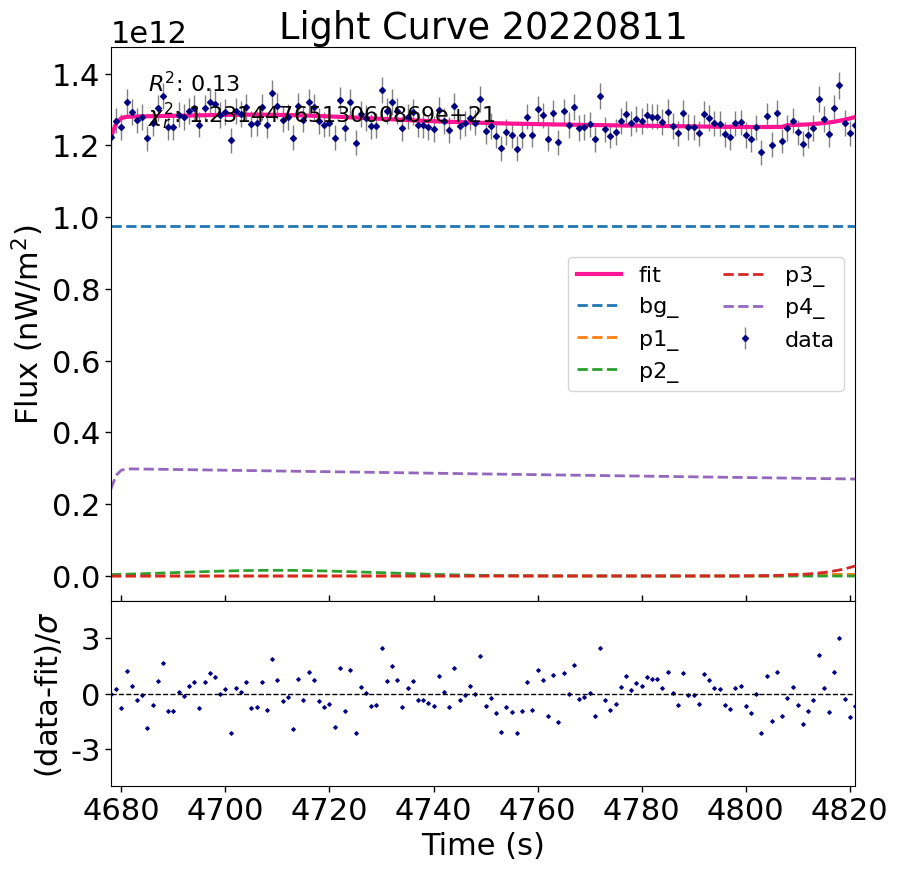 Light Curve 20220811
1e12
R²: 0.13
1.4
1.2
1.0
0.8
0.6
0.4
0.2
0.0
Flux (nW/m²)
fit
bg_
p1_
p2_
p3_
p4_
data
3
0
-3
(data-fit)/σ
4680 4700 4720 4740 4760 4780 4800 4820
Time (s)